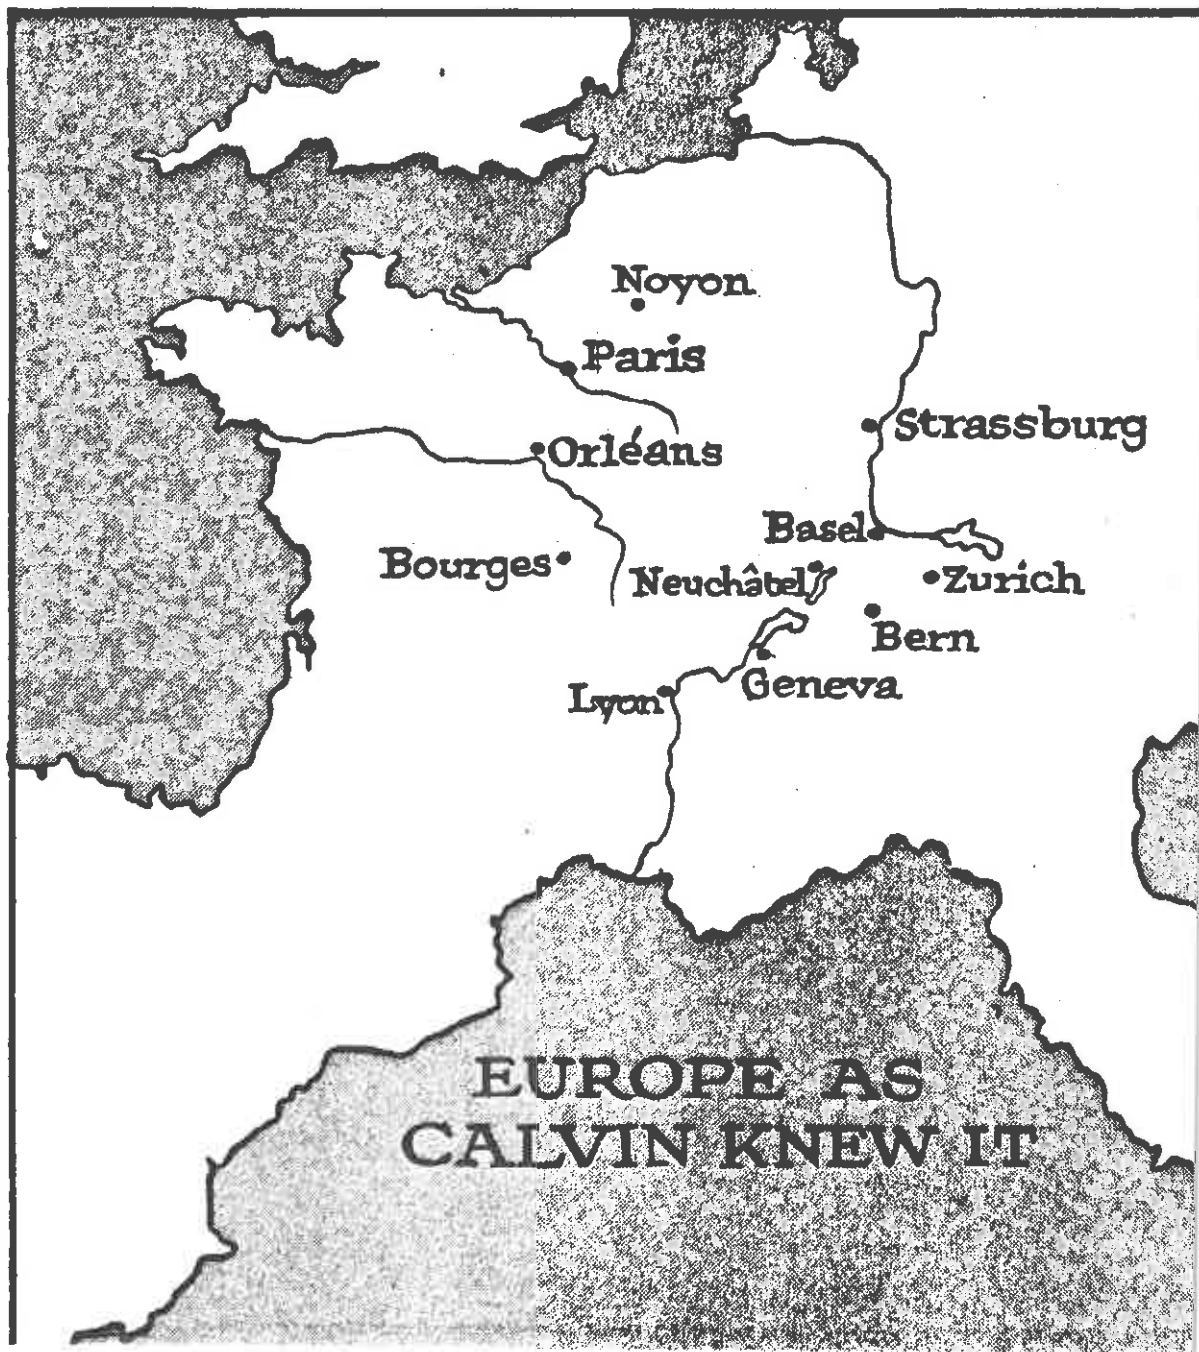 Noyon
Paris
Strassburg
Orléans
Basel
Bourges
Neuchâtel
Zurich
Bern
Geneva
Lyon
EUROPE AS
CALVIN KNEW IT